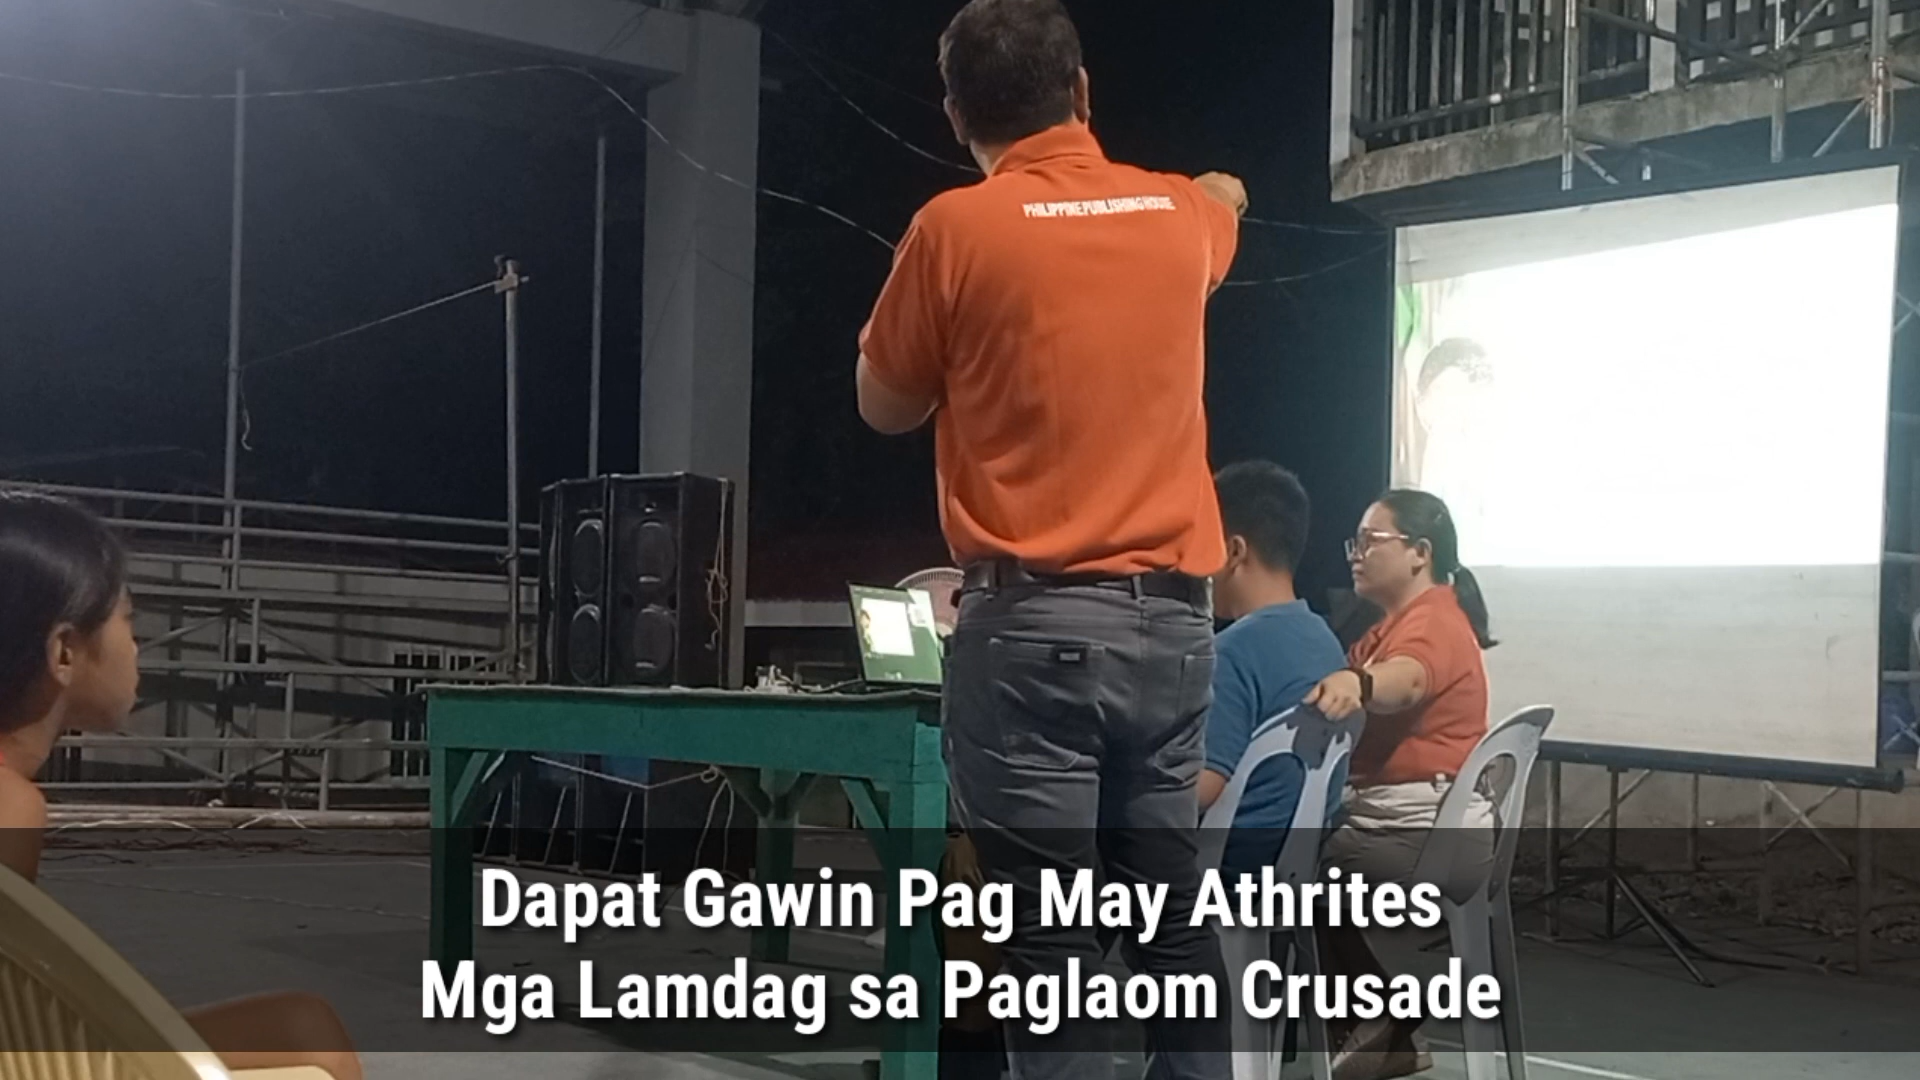 PHILIPPINE PUBLISHING HOUSE
Dapat Gawin Pag May Athrites
Mga Lamdag sa Paglaom Crusade